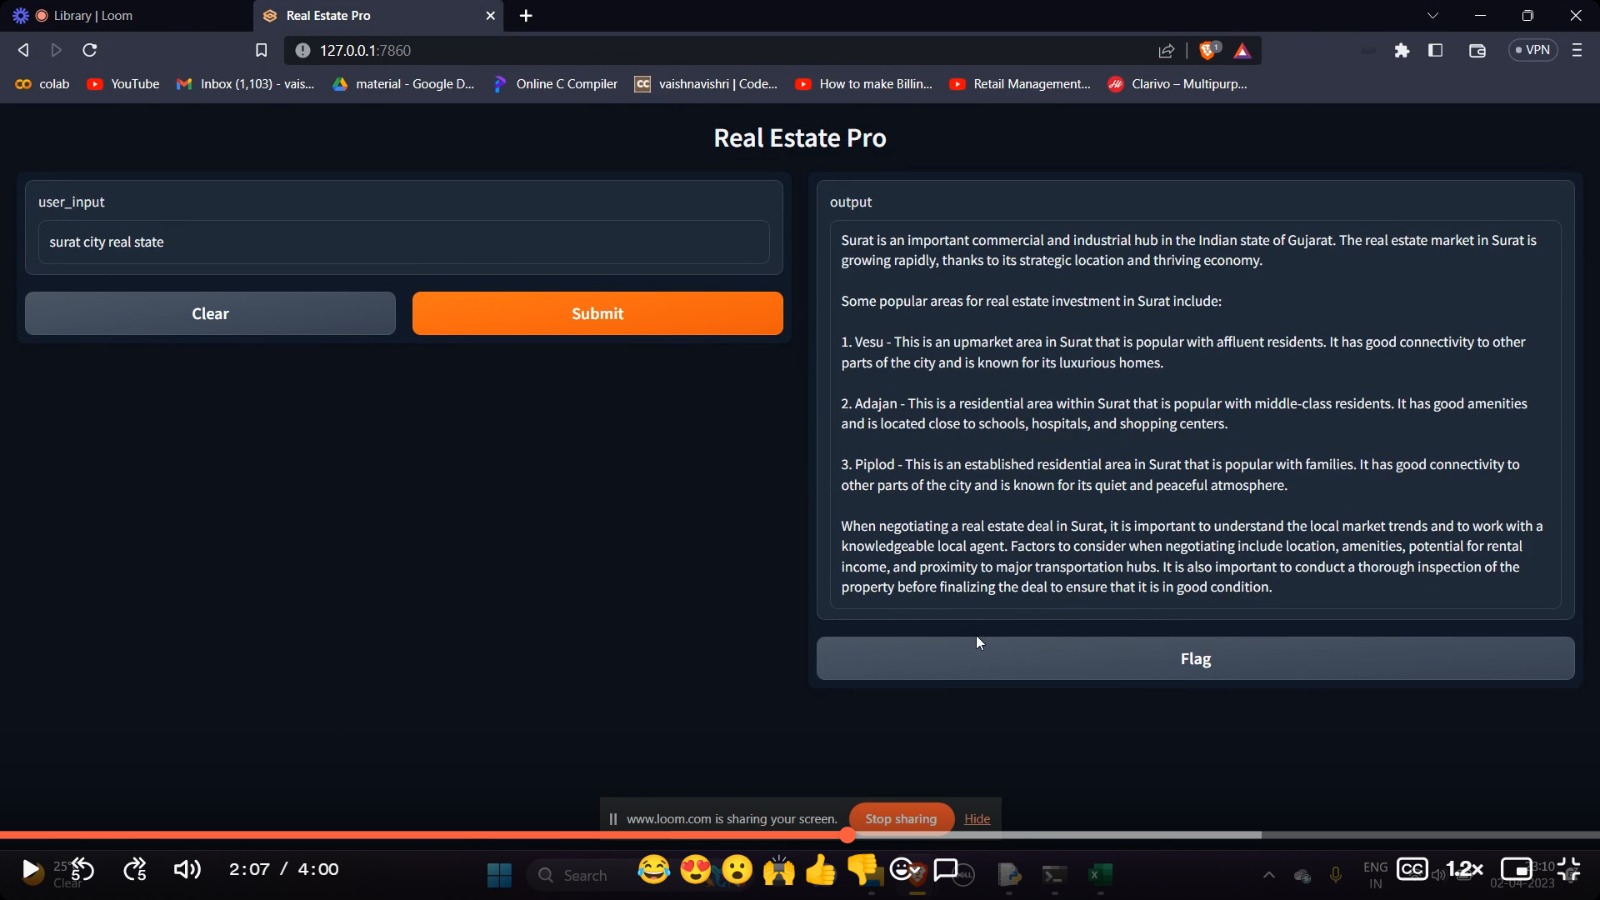 Library | Loom
Real Estate Pro
127.0.0.1:7860
1
VPN
colab
YouTube
Inbox (1,103) - vais...
material - Google D...
Online C Compiler
CC
vaishnavishri | Code...
How to make Billin...
Retail Management...
Clarivo – Multipurp...
Real Estate Pro
user_input
surat city real state
Clear
Submit
output
Surat is an important commercial and industrial hub in the Indian state of Gujarat. The real estate market in Surat is
growing rapidly, thanks to its strategic location and thriving economy.
Some popular areas for real estate investment in Surat include:
1. Vesu - This is an upmarket area in Surat that is popular with affluent residents. It has good connectivity to other
parts of the city and is known for its luxurious homes.
2. Adajan - This is a residential area within Surat that is popular with middle-class residents. It has good amenities
and is located close to schools, hospitals, and shopping centers.
3. Piplod - This is an established residential area in Surat that is popular with families. It has good connectivity to
other parts of the city and is known for its quiet and peaceful atmosphere.
When negotiating a real estate deal in Surat, it is important to understand the local market trends and to work with a
knowledgeable local agent. Factors to consider when negotiating include location, amenities, potential for rental
income, and proximity to major transportation hubs. It is also important to conduct a thorough inspection of the
property before finalizing the deal to ensure that it is in good condition.
Flag
www.loom.com is sharing your screen.
Stop sharing
Hide
5
5
2:07 / 4:00
25°
Clear
Search
DELL
ENG
IN
CC
1.2×
02-04-2023